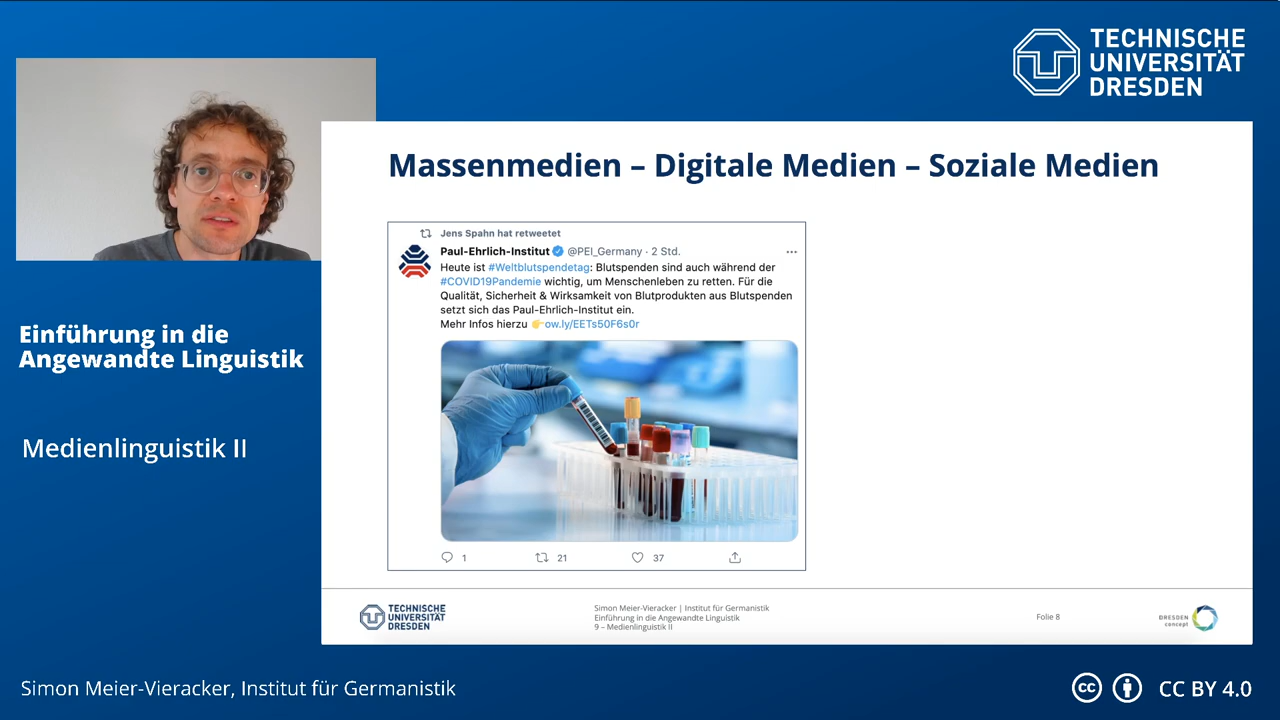 TECHNISCHE
UNIVERSITÄT
DRESDEN
Massenmedien – Digitale Medien – Soziale Medien
Jens Spahn hat retweetet
Paul-Ehrlich-Institut @PEI_Germany · 2 Std.
Heute ist #Weltblutspendetag: Blutspenden sind auch während der
#COVID19Pandemie wichtig, um Menschenleben zu retten. Für die
Qualität, Sicherheit & Wirksamkeit von Blutprodukten aus Blutspenden
setzt sich das Paul-Ehrlich-Institut ein.
Mehr Infos hierzu 👉ow.ly/EETs50F6s0r
1 21 37
Einführung in die
Angewandte Linguistik
Medienlinguistik II
TECHNISCHE
UNIVERSITÄT
DRESDEN
Simon Meier-Vieracker | Institut für Germanistik
Einführung in die Angewandte Linguistik
9 – Medienlinguistik II
Folie 8
DRESDEN
concept
Simon Meier-Vieracker, Institut für Germanistik
cc CC BY 4.0